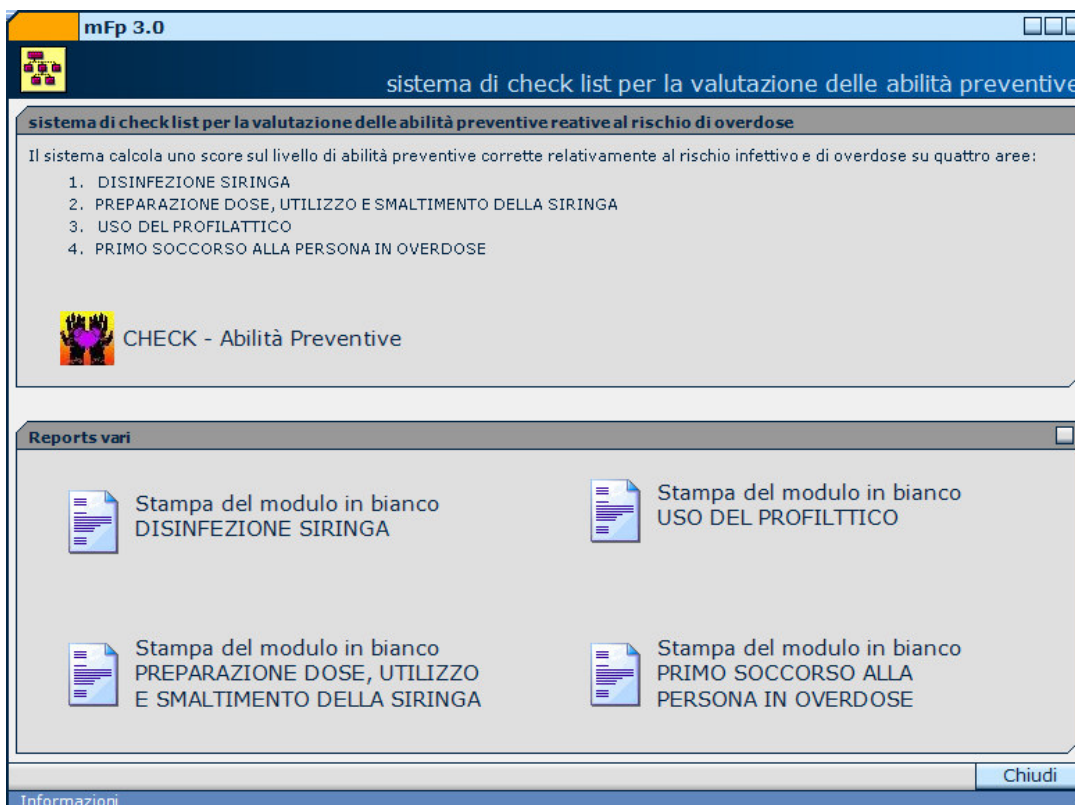 mFp 3.0
sistema di check list per la valutazione delle abilità preventive
sistema di check list per la valutazione delle abilità preventive reative al rischio di overdose
Il sistema calcola uno score sul livello di abilità preventive corrette relativamente al rischio infettivo e di overdose su quattro aree:
1. DISINFEZIONE SIRINGA
2. PREPARAZIONE DOSE, UTILIZZO E SMALTIMENTO DELLA SIRINGA
3. USO DEL PROFILATTICO
4. PRIMO SOCCORSO ALLA PERSONA IN OVERDOSE
CHECK - Abilità Preventive
Reports vari
Stampa del modulo in bianco
DISINFEZIONE SIRINGA
Stampa del modulo in bianco
USO DEL PROFILTTICO
Stampa del modulo in bianco
PREPARAZIONE DOSE, UTILIZZO
E SMALTIMENTO DELLA SIRINGA
Stampa del modulo in bianco
PRIMO SOCCORSO ALLA
PERSONA IN OVERDOSE
Chiudi
Informazioni